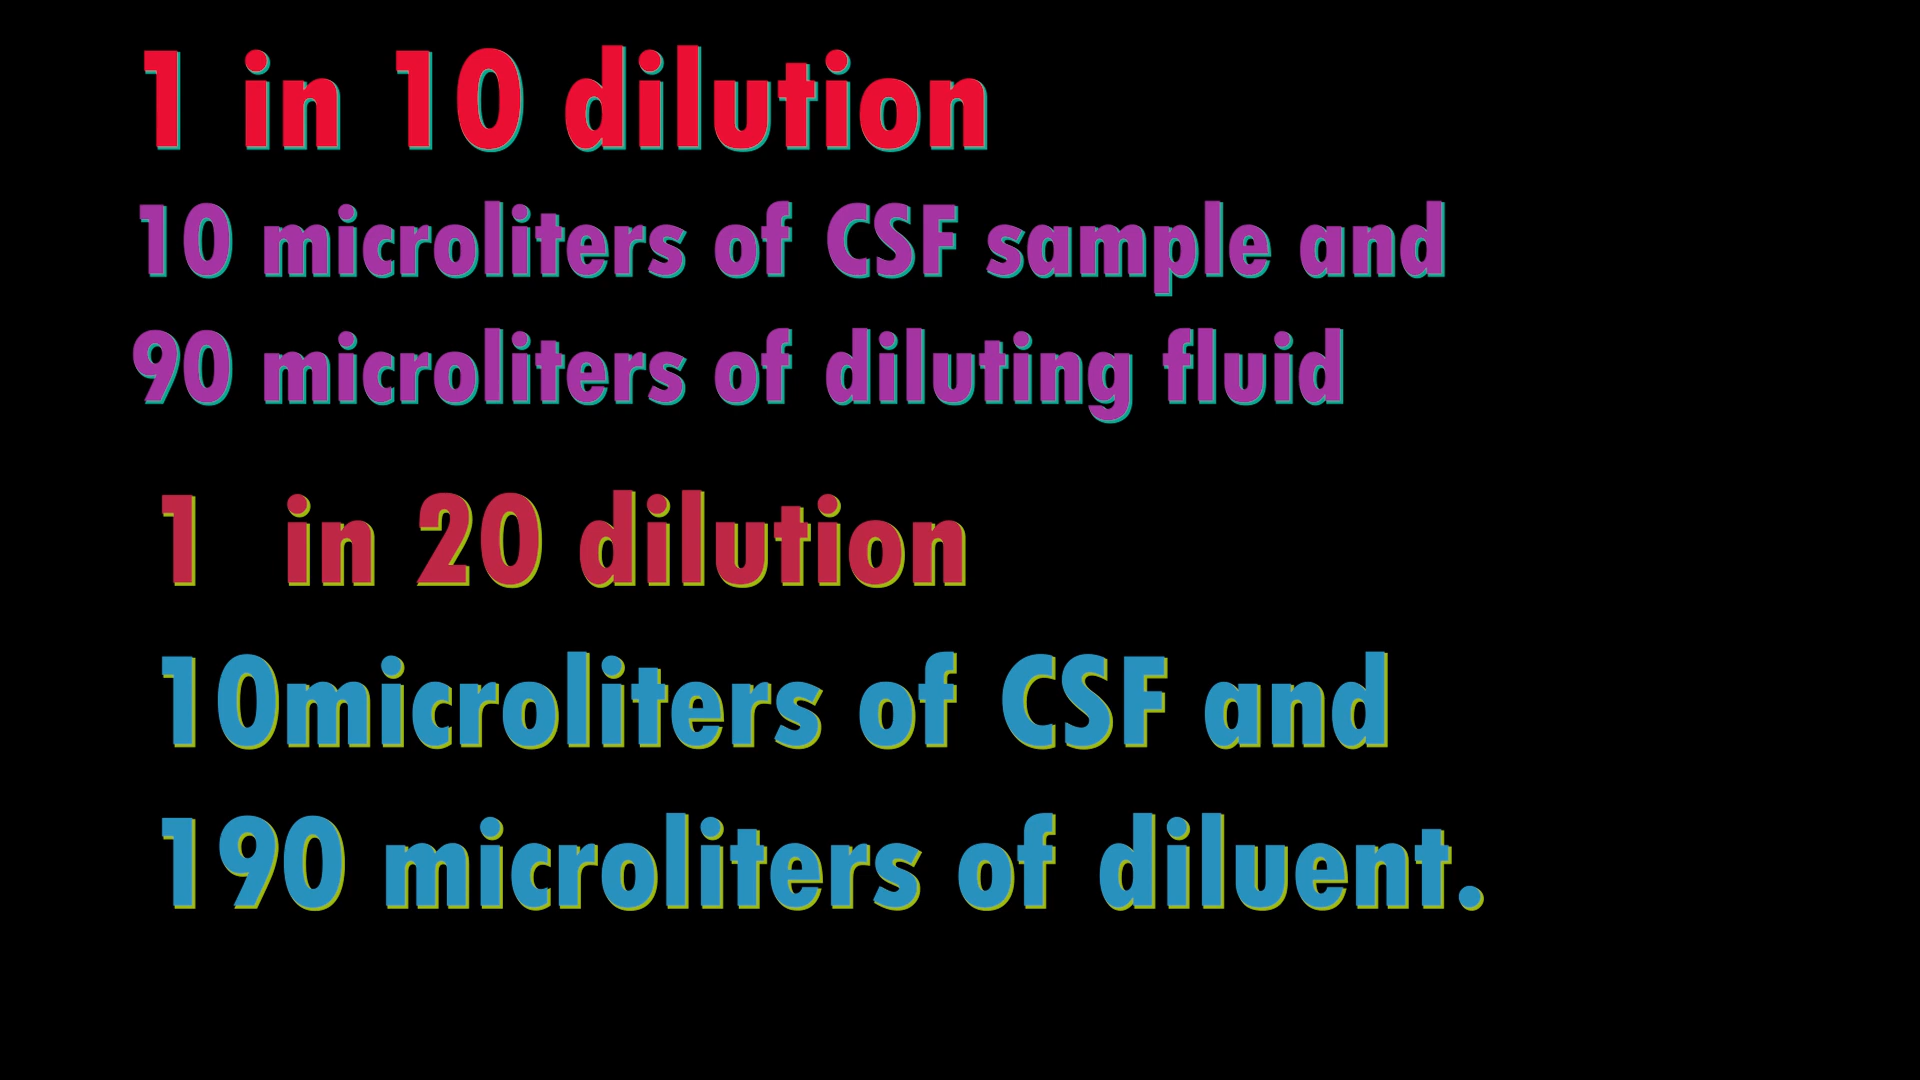 1 in 10 dilution
10 microliters of CSF sample and
90 microliters of diluting fluid
1 in 20 dilution
10microliters of CSF and
190 microliters of diluent.